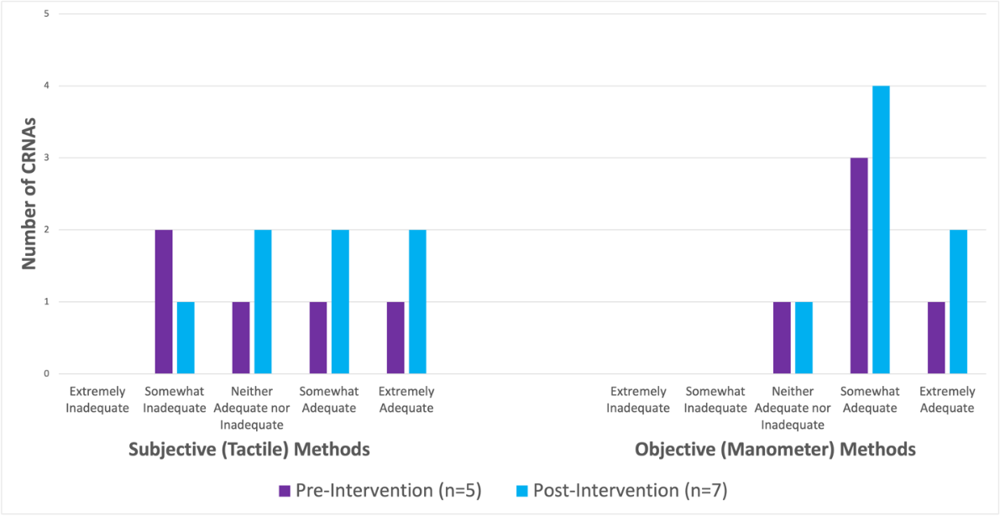 5
4
3
2
1
0
Number of CRNAs
Extremely Inadequate
Somewhat Inadequate
Neither Adequate nor Inadequate
Somewhat Adequate
Extremely Adequate
Extremely Inadequate
Somewhat Inadequate
Neither Adequate nor Inadequate
Somewhat Adequate
Extremely Adequate
Subjective (Tactile) Methods
Objective (Manometer) Methods
Pre-Intervention (n=5)
Post-Intervention (n=7)